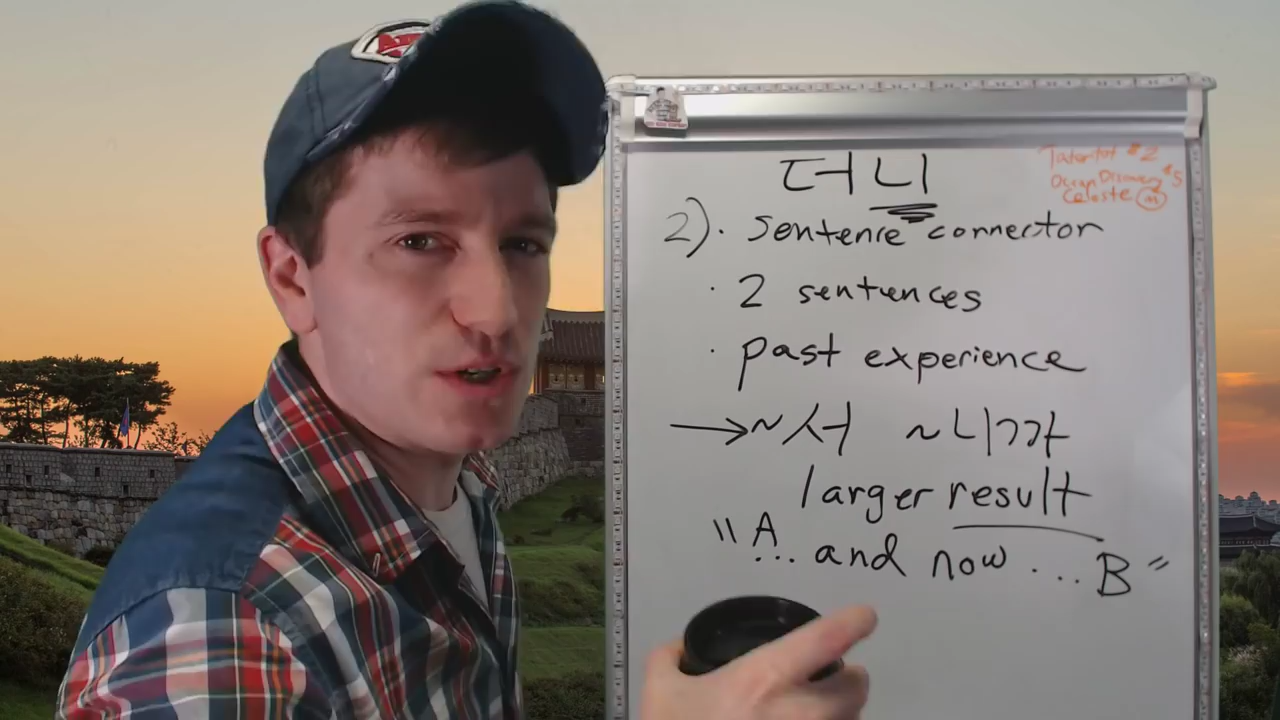 더니
Tatertot #2
Ocean Discovery $5
Celeste (m)
2). sentence connector
· 2 sentences
· past experience
→ ~서 ~니까
larger result
"A... and now ... B"